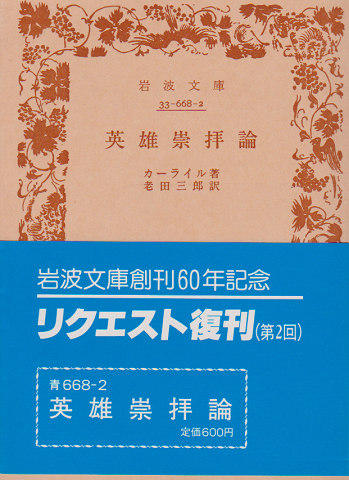 岩波文庫
33-668-2
英雄崇拝論
カーライル著
老田三郎訳
岩波文庫創刊60年記念
リクエスト復刊(第2回)
青668-2
英雄崇拝論
定価600円